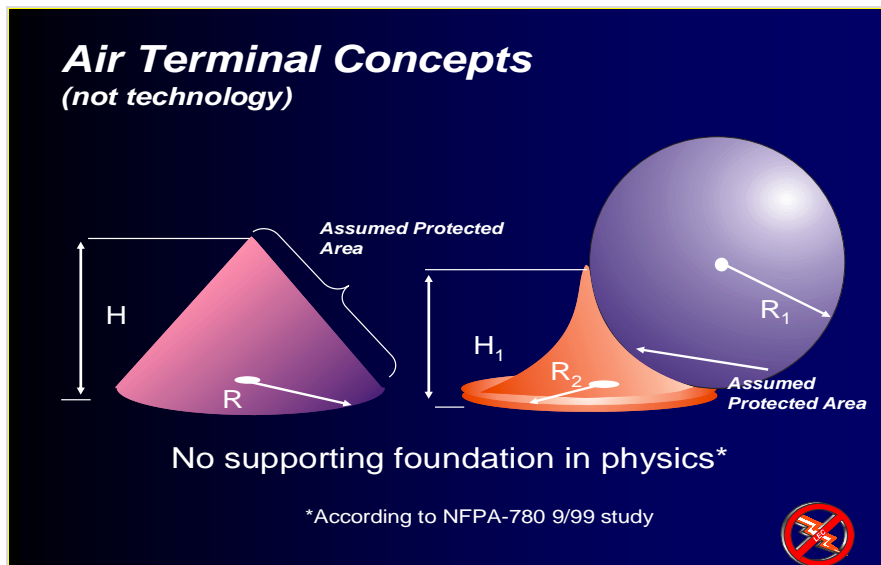 Air Terminal Concepts
(not technology)
Assumed Protected
Area
H
R
H₁
R₂
R₁
Assumed
Protected Area
No supporting foundation in physics*
*According to NFPA-780 9/99 study